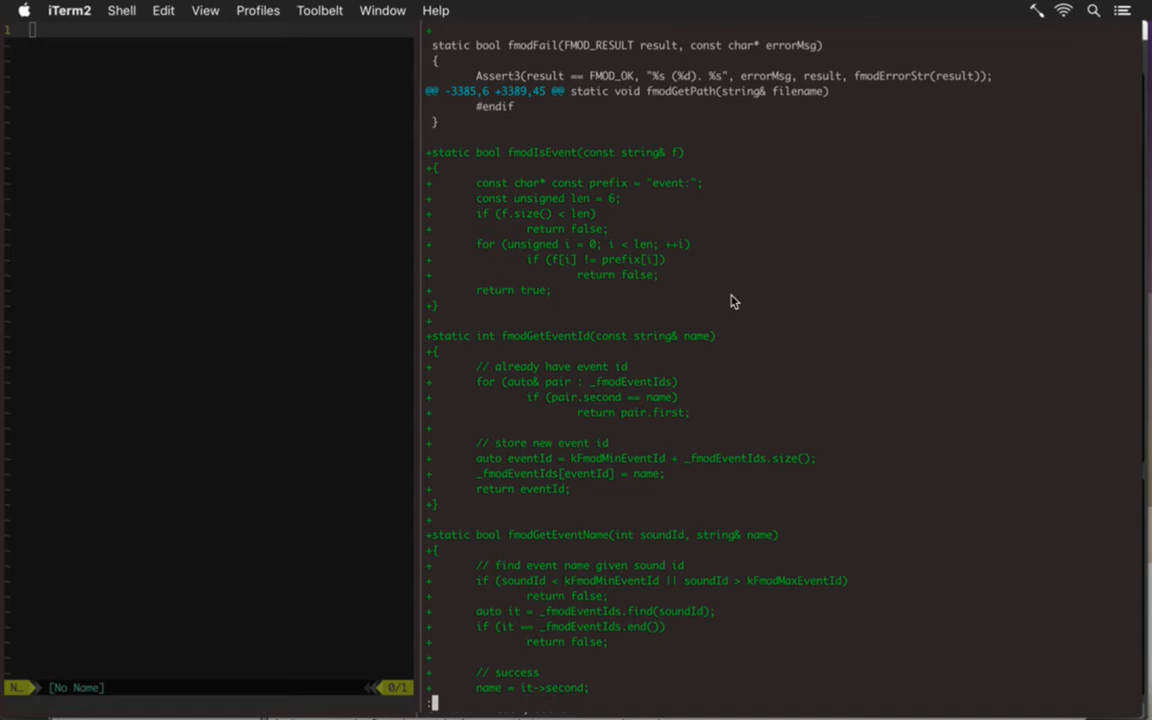 iTerm2 Shell Edit View Profiles Toolbelt Window Help
1
+
static bool fmodFail(FMOD_RESULT result, const char* errorMsg)
{
Assert3(result == FMOD_OK, "%s (%d). %s", errorMsg, result, fmodErrorStr(result));
@@ -3385,6 +3389,45 @@ static void fmodGetPath(string& filename)
#endif
}
+static bool fmodIsEvent(const string& f)
+{
+ const char* const prefix = "event:";
+ const unsigned len = 6;
+ if (f.size() < len)
+ return false;
+ for (unsigned i = 0; i < len; ++i)
+ if (f[i] != prefix[i])
+ return false;
+ return true;
+}
+
+static int fmodGetEventId(const string& name)
+{
+ // already have event id
+ for (auto& pair : _fmodEventIds)
+ if (pair.second == name)
+ return pair.first;
+
+ // store new event id
+ auto eventId = kFmodMinEventId + _fmodEventIds.size();
+ _fmodEventIds[eventId] = name;
+ return eventId;
+}
+
+static bool fmodGetEventName(int soundId, string& name)
+{
+ // find event name given sound id
+ if (soundId < kFmodMinEventId || soundId > kFmodMaxEventId)
+ return false;
+ auto it = _fmodEventIds.find(soundId);
+ if (it == _fmodEventIds.end())
+ return false;
+
+ // success
+ name = it->second;
N... [No Name] 0/1
: